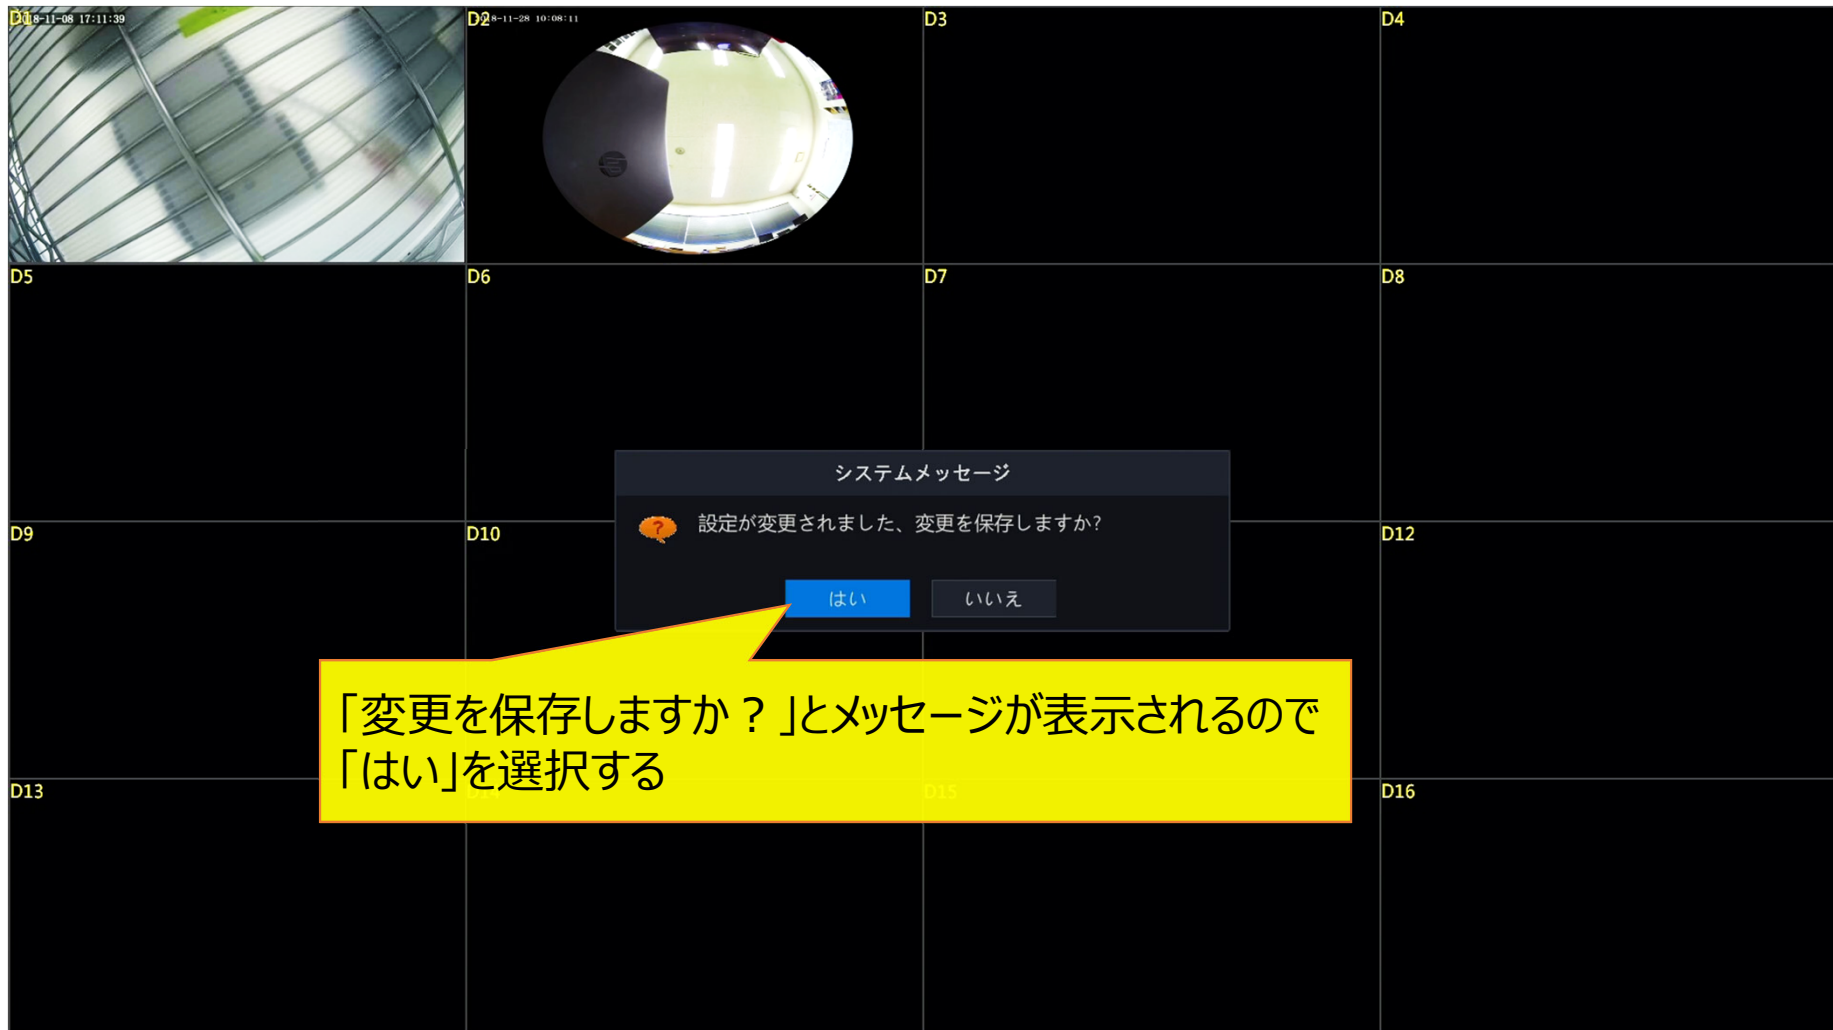 D1 2018-11-08 17:11:39
D2 2018-11-28 10:08:11
D3
D4
D5
D6
D7
D8
システムメッセージ
? 設定が変更されました、変更を保存しますか?
D9
D10
D12
はい
いいえ
「変更を保存しますか？」とメッセージが表示されるので
「はい」を選択する
D13
D15
D16